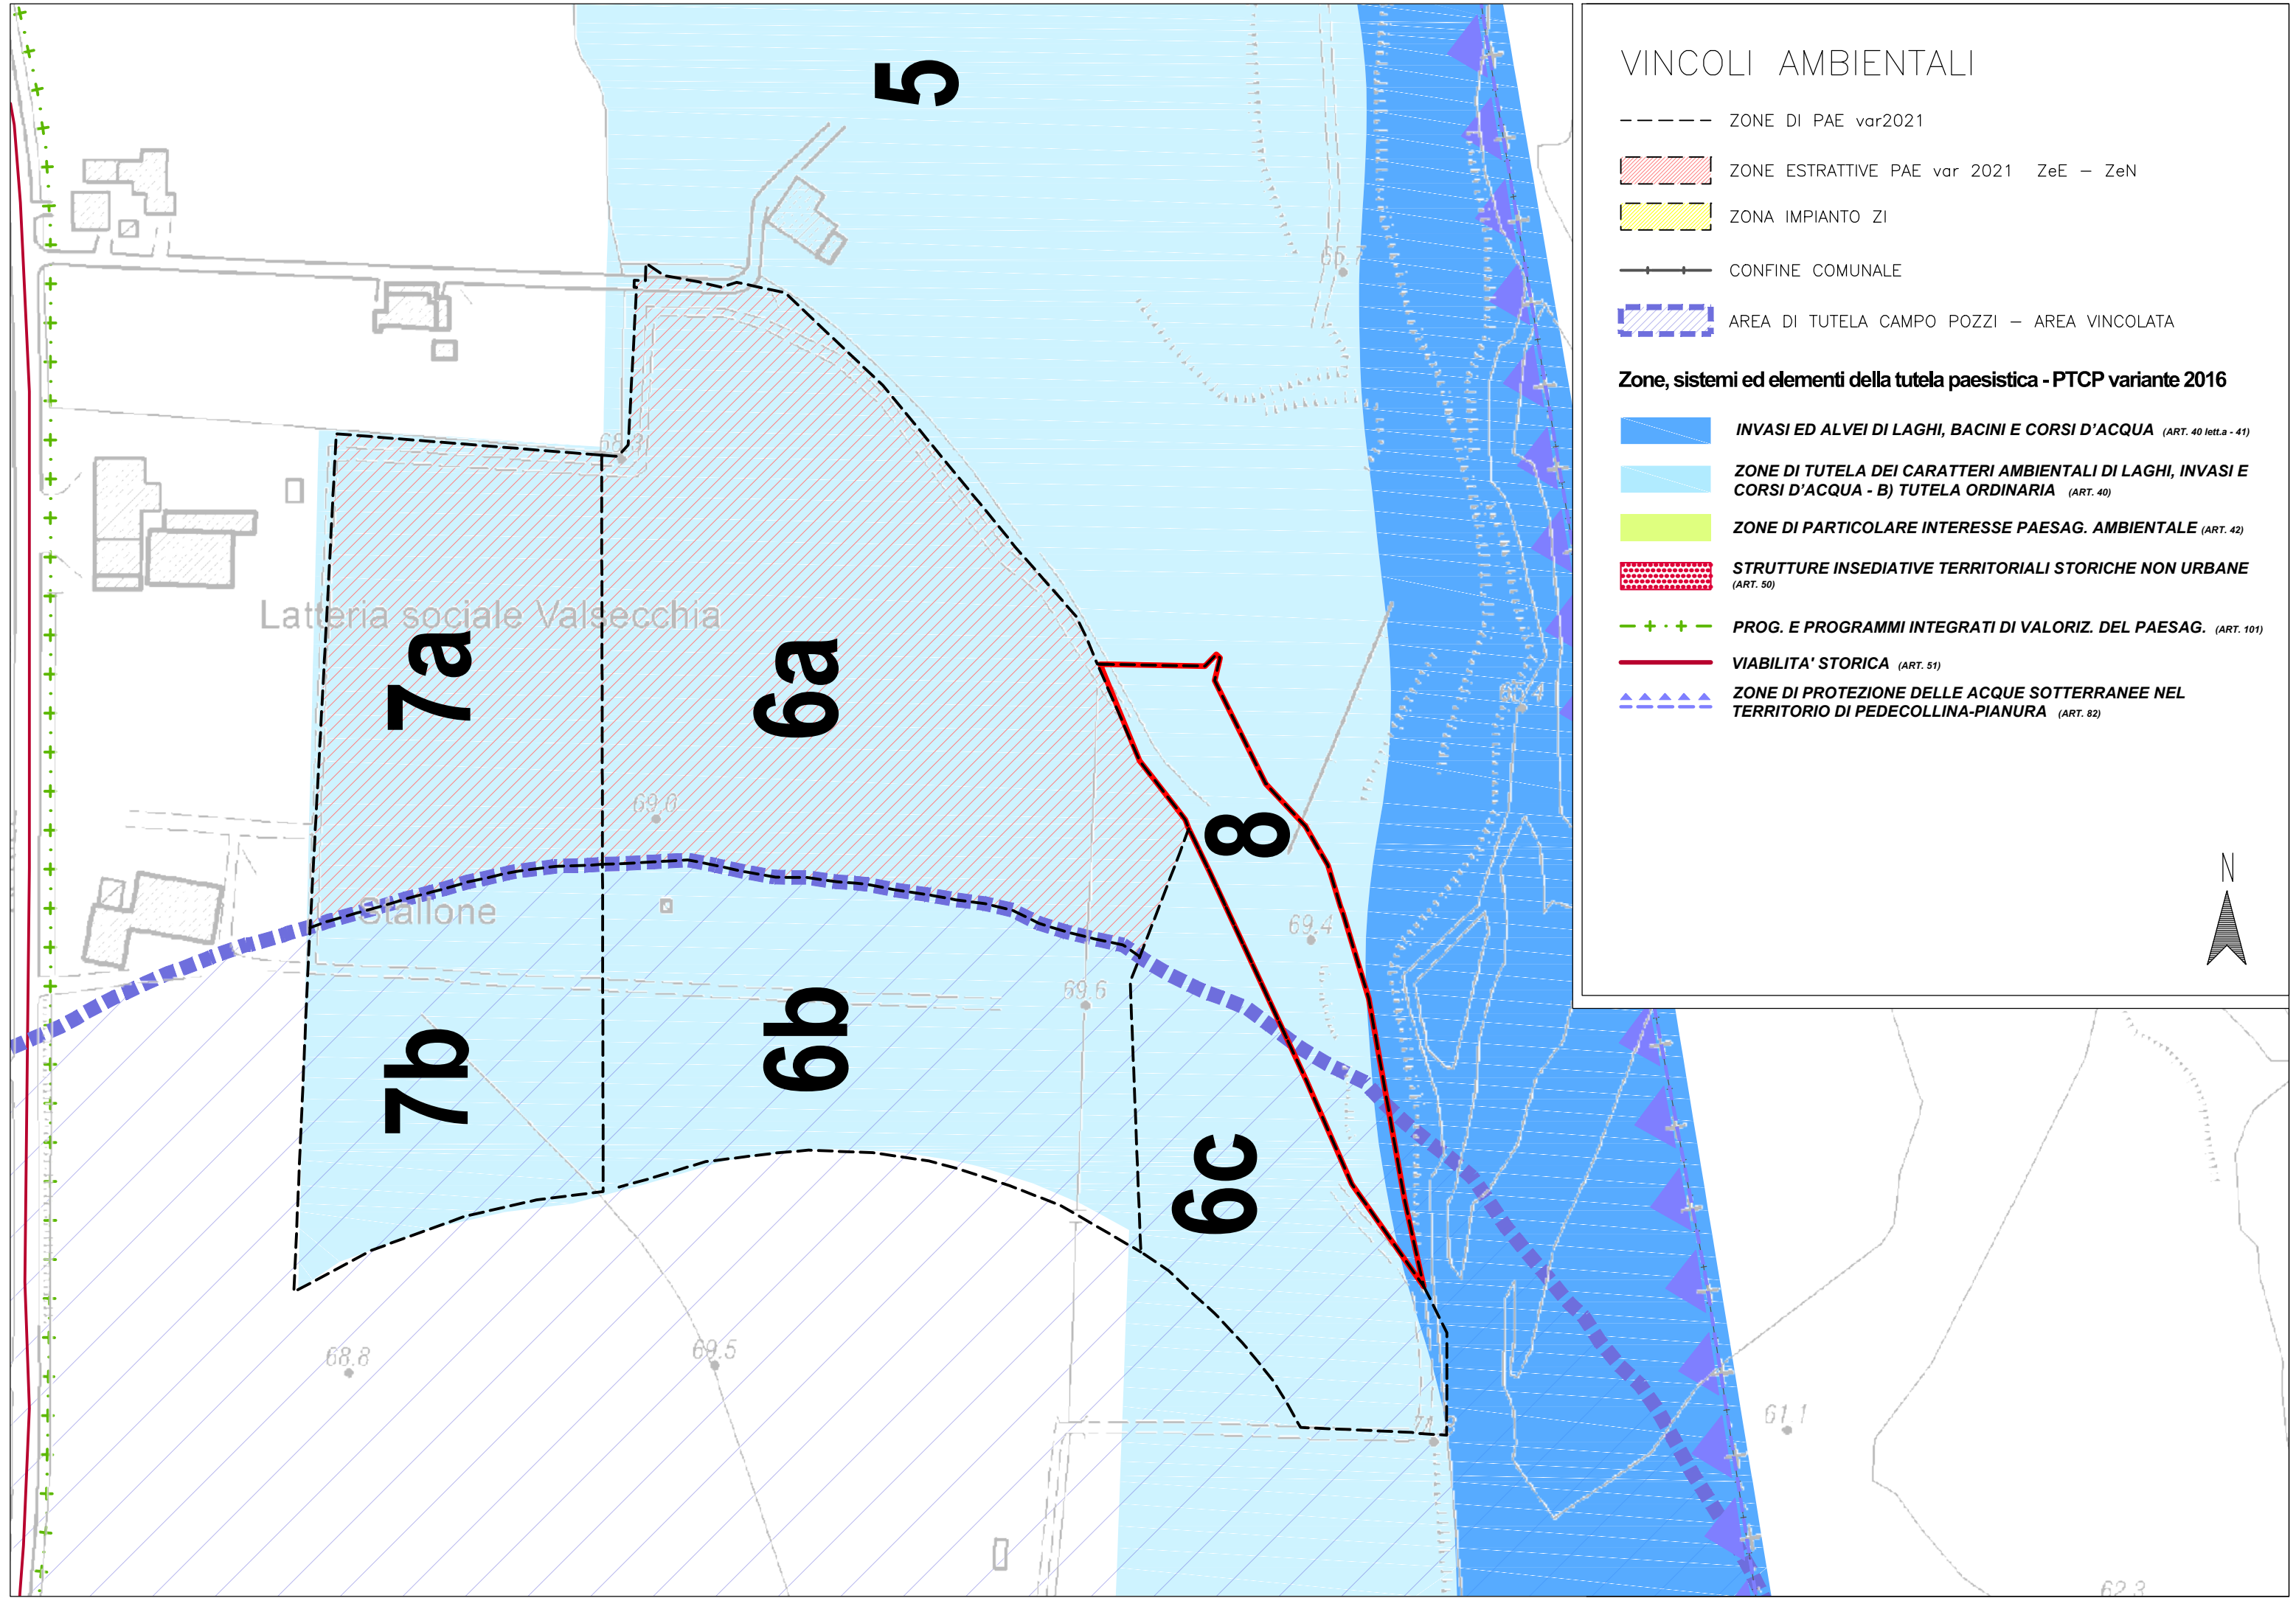 5
65.7
68.3
Latteria sociale Valsecchia
7a
6a
69.0
8
Stallone
69.4
69.6
7b
6b
6c
68.8
69.5
61.1
62.3
VINCOLI AMBIENTALI
ZONE DI PAE var2021
ZONE ESTRATTIVE PAE var 2021 ZeE – ZeN
ZONA IMPIANTO ZI
CONFINE COMUNALE
AREA DI TUTELA CAMPO POZZI – AREA VINCOLATA
Zone, sistemi ed elementi della tutela paesistica - PTCP variante 2016
INVASI ED ALVEI DI LAGHI, BACINI E CORSI D'ACQUA (ART. 40 lett.a - 41)
ZONE DI TUTELA DEI CARATTERI AMBIENTALI DI LAGHI, INVASI E
CORSI D'ACQUA - B) TUTELA ORDINARIA (ART. 40)
ZONE DI PARTICOLARE INTERESSE PAESAG. AMBIENTALE (ART. 42)
STRUTTURE INSEDIATIVE TERRITORIALI STORICHE NON URBANE
(ART. 50)
PROG. E PROGRAMMI INTEGRATI DI VALORIZ. DEL PAESAG. (ART. 101)
VIABILITA' STORICA (ART. 51)
ZONE DI PROTEZIONE DELLE ACQUE SOTTERRANEE NEL
TERRITORIO DI PEDECOLLINA-PIANURA (ART. 82)
N